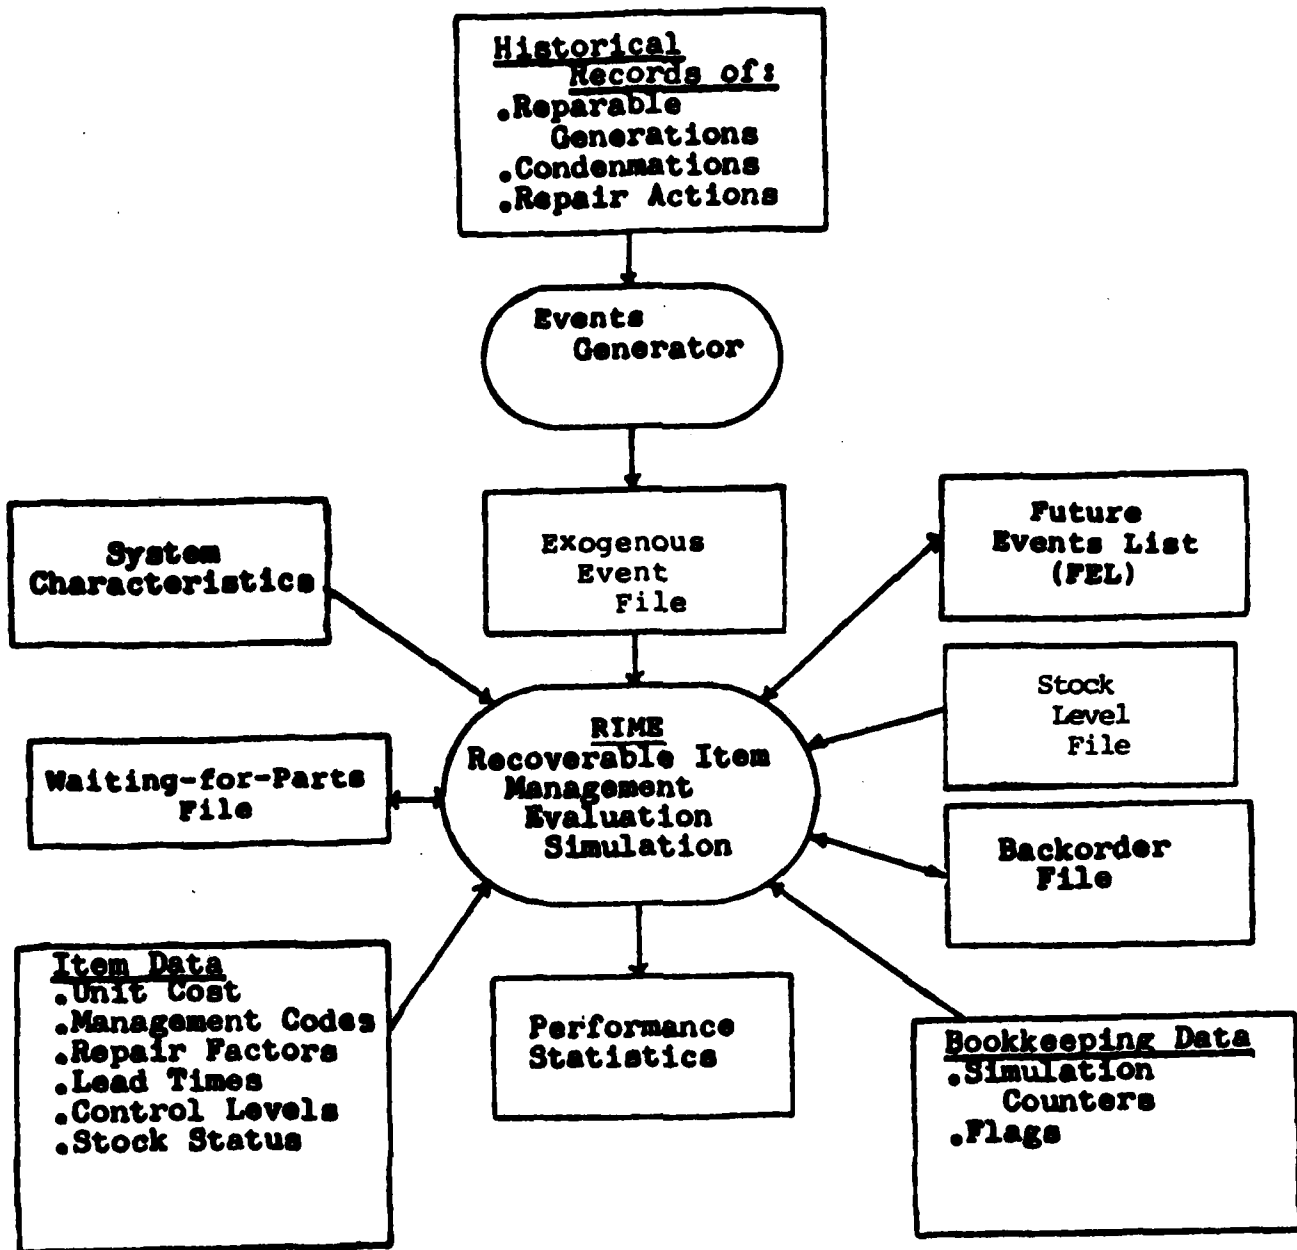 Historical
Records of:
.Reparable
Generations
.Condenmations
.Repair Actions
Events
Generator
Exogenous
Event
File
System
Characteristics
Future
Events List
(FEL)
Stock
Level
File
RIME
Recoverable Item
Management
Evaluation
Simulation
Waiting-for-Parts
File
Backorder
File
Item Data
.Unit Cost
.Management Codes
.Repair Factors
.Lead Times
.Control Levels
.Stock Status
Performance
Statistics
Bookkeeping Data
.Simulation
Counters
.Flags